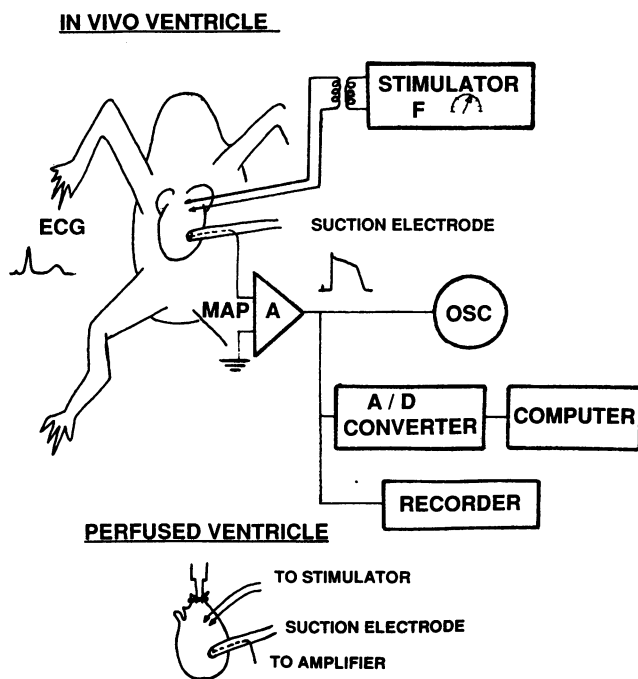 IN VIVO VENTRICLE
STIMULATOR
F
ECG
SUCTION ELECTRODE
MAP
A
OSC
A / D
CONVERTER
COMPUTER
RECORDER
PERFUSED VENTRICLE
TO STIMULATOR
SUCTION ELECTRODE
TO AMPLIFIER